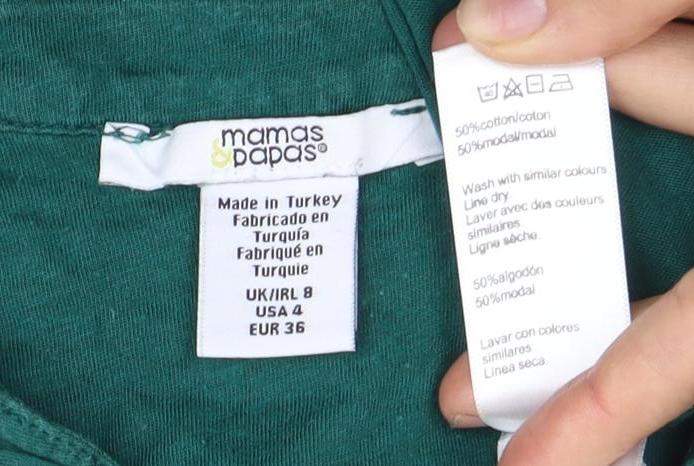 mamas
&papas®
Made in Turkey
Fabricado en
Turquía
Fabriqué en
Turquie
UK/IRL 8
USA 4
EUR 36
40
50%cotton/coton
50%modal/modal
Wash with similar colours
Line dry.
Laver avec des couleurs
similaires.
Ligne sèche.
50%algodón
50%modal
Lavar con colores
similares
Línea seca.